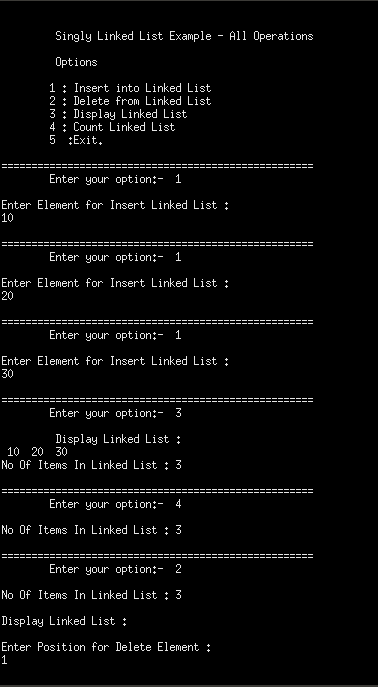 Singly Linked List Example - All Operations
Options
1 : Insert into Linked List
2 : Delete from Linked List
3 : Display Linked List
4 : Count Linked List
5  :Exit.
====================================================
Enter your option:-  1
Enter Element for Insert Linked List :
10
====================================================
Enter your option:-  1
Enter Element for Insert Linked List :
20
====================================================
Enter your option:-  1
Enter Element for Insert Linked List :
30
====================================================
Enter your option:-  3
Display Linked List :
10  20  30
No Of Items In Linked List : 3
====================================================
Enter your option:-  4
No Of Items In Linked List : 3
====================================================
Enter your option:-  2
No Of Items In Linked List : 3
Display Linked List :
Enter Position for Delete Element :
1